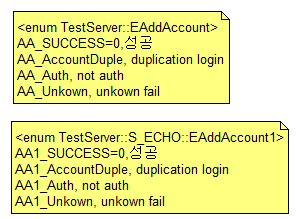 <enum TestServer::EAddAccount>
AA_SUCCESS=0,성공
AA_AccountDuple, duplication login
AA_Auth, not auth
AA_Unkown, unkown fail
<enum TestServer::S_ECHO::EAddAccount1>
AA1_SUCCESS=0,성공
AA1_AccountDuple, duplication login
AA1_Auth, not auth
AA1_Unkown, unkown fail